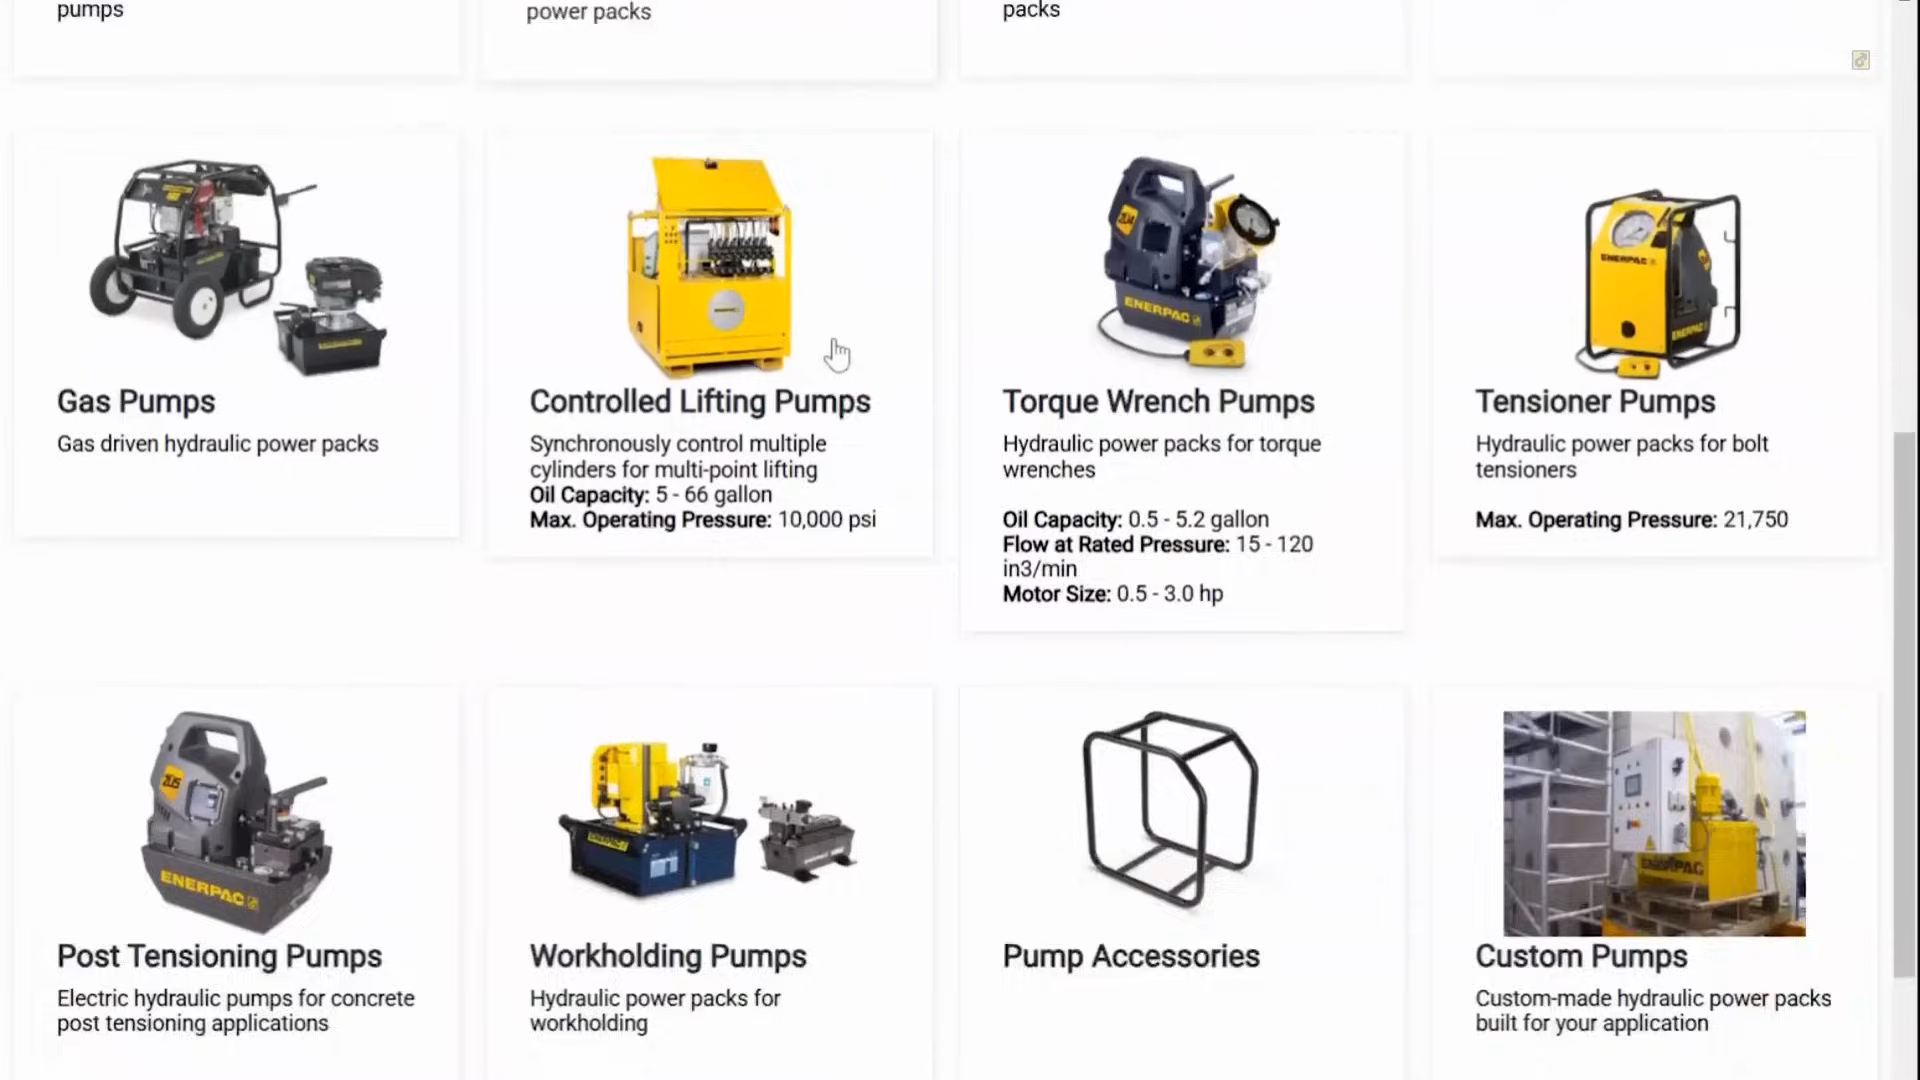 pumps
power packs
packs
ENERPAC
ENERPAC
Gas Pumps
Gas driven hydraulic power packs
Controlled Lifting Pumps
Synchronously control multiple
cylinders for multi-point lifting
Oil Capacity: 5 - 66 gallon
Max. Operating Pressure: 10,000 psi
Torque Wrench Pumps
Hydraulic power packs for torque
wrenches
Oil Capacity: 0.5 - 5.2 gallon
Flow at Rated Pressure: 15 - 120
in3/min
Motor Size: 0.5 - 3.0 hp
Tensioner Pumps
Hydraulic power packs for bolt
tensioners
Max. Operating Pressure: 21,750
ZU5
ENERPAC
ENERPAC
Post Tensioning Pumps
Electric hydraulic pumps for concrete
post tensioning applications
Workholding Pumps
Hydraulic power packs for
workholding
Pump Accessories
Custom Pumps
Custom-made hydraulic power packs
built for your application